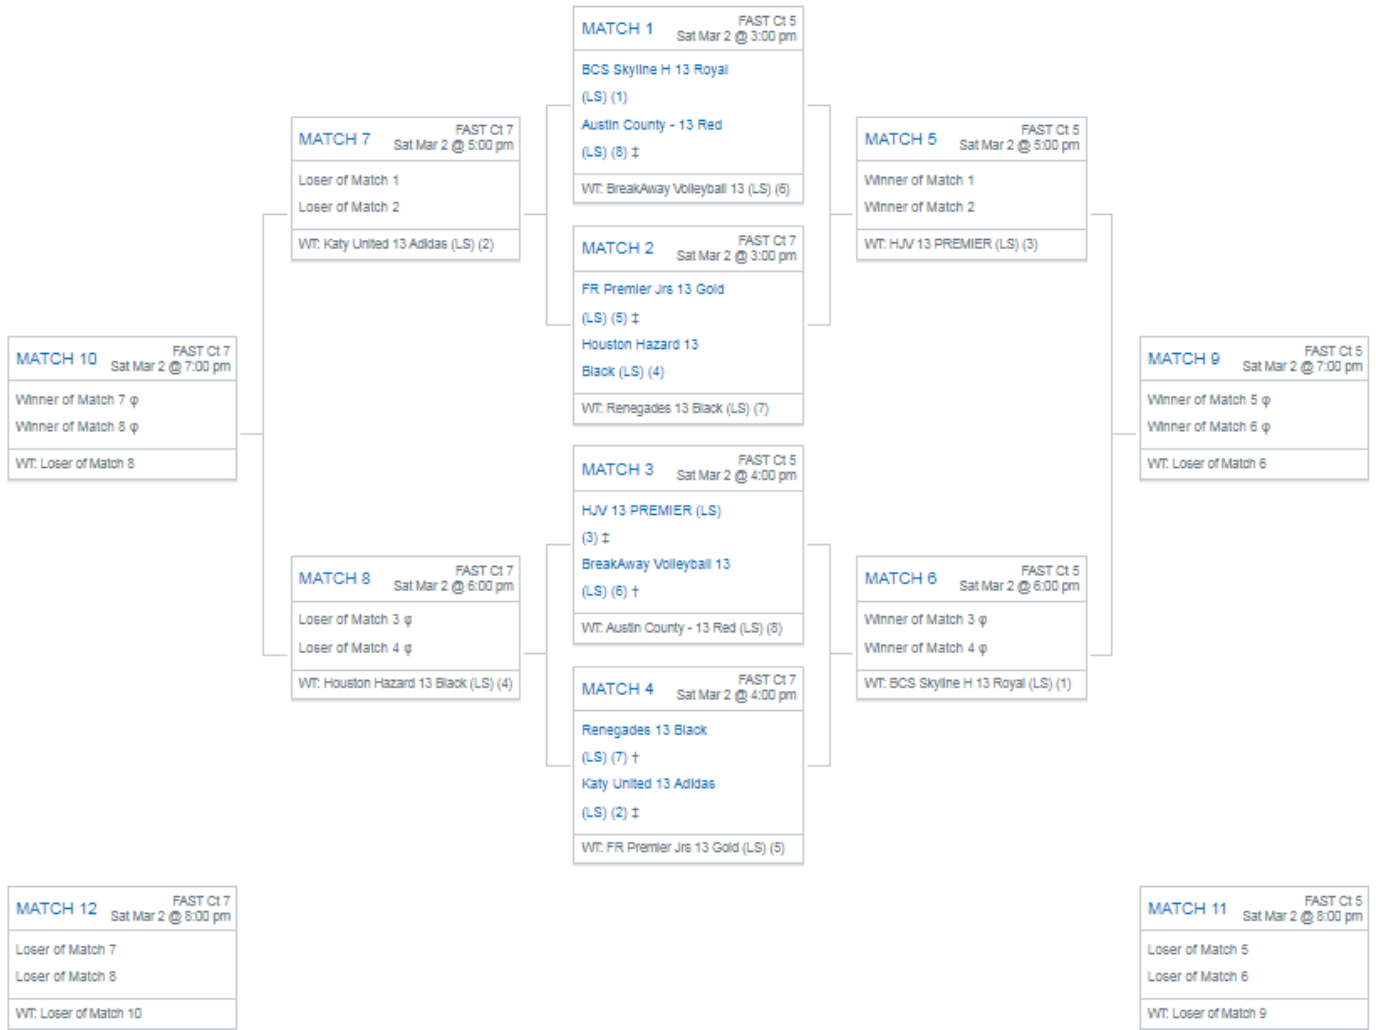 MATCH 1
FAST Ct 5
Sat Mar 2 @ 3:00 pm
BCS Skyline H 13 Royal
(LS) (1)
Austin County - 13 Red
(LS) (8) ‡
WT: BreakAway Volleyball 13 (LS) (6)
MATCH 7
FAST Ct 7
Sat Mar 2 @ 5:00 pm
Loser of Match 1
Loser of Match 2
WT: Katy United 13 Adidas (LS) (2)
MATCH 5
FAST Ct 5
Sat Mar 2 @ 5:00 pm
Winner of Match 1
Winner of Match 2
WT: HJV 13 PREMIER (LS) (3)
MATCH 2
FAST Ct 7
Sat Mar 2 @ 3:00 pm
FR Premier Jrs 13 Gold
(LS) (5) ‡
Houston Hazard 13
Black (LS) (4)
WT: Renegades 13 Black (LS) (7)
MATCH 10
FAST Ct 7
Sat Mar 2 @ 7:00 pm
Winner of Match 7 φ
Winner of Match 8 φ
WT: Loser of Match 8
MATCH 9
FAST Ct 5
Sat Mar 2 @ 7:00 pm
Winner of Match 5 φ
Winner of Match 6 φ
WT: Loser of Match 6
MATCH 3
FAST Ct 5
Sat Mar 2 @ 4:00 pm
HJV 13 PREMIER (LS)
(3) ‡
BreakAway Volleyball 13
(LS) (6) †
WT: Austin County - 13 Red (LS) (8)
MATCH 8
FAST Ct 7
Sat Mar 2 @ 6:00 pm
Loser of Match 3 φ
Loser of Match 4 φ
WT: Houston Hazard 13 Black (LS) (4)
MATCH 6
FAST Ct 5
Sat Mar 2 @ 6:00 pm
Winner of Match 3 φ
Winner of Match 4 φ
WT: BCS Skyline H 13 Royal (LS) (1)
MATCH 4
FAST Ct 7
Sat Mar 2 @ 4:00 pm
Renegades 13 Black
(LS) (7) †
Katy United 13 Adidas
(LS) (2) ‡
WT: FR Premier Jrs 13 Gold (LS) (5)
MATCH 12
FAST Ct 7
Sat Mar 2 @ 8:00 pm
Loser of Match 7
Loser of Match 8
WT: Loser of Match 10
MATCH 11
FAST Ct 5
Sat Mar 2 @ 8:00 pm
Loser of Match 5
Loser of Match 6
WT: Loser of Match 9